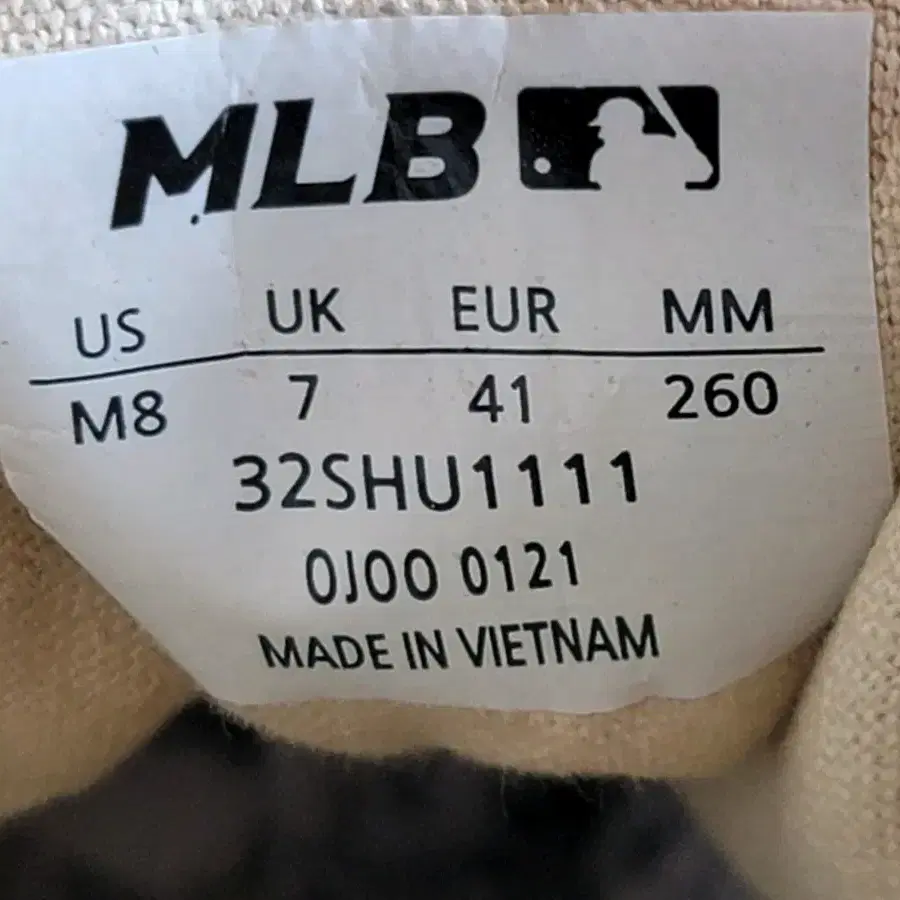 MLB
US UK EUR MM
M8 7 41 260
32SHU1111
0J00 0121
MADE IN VIETNAM